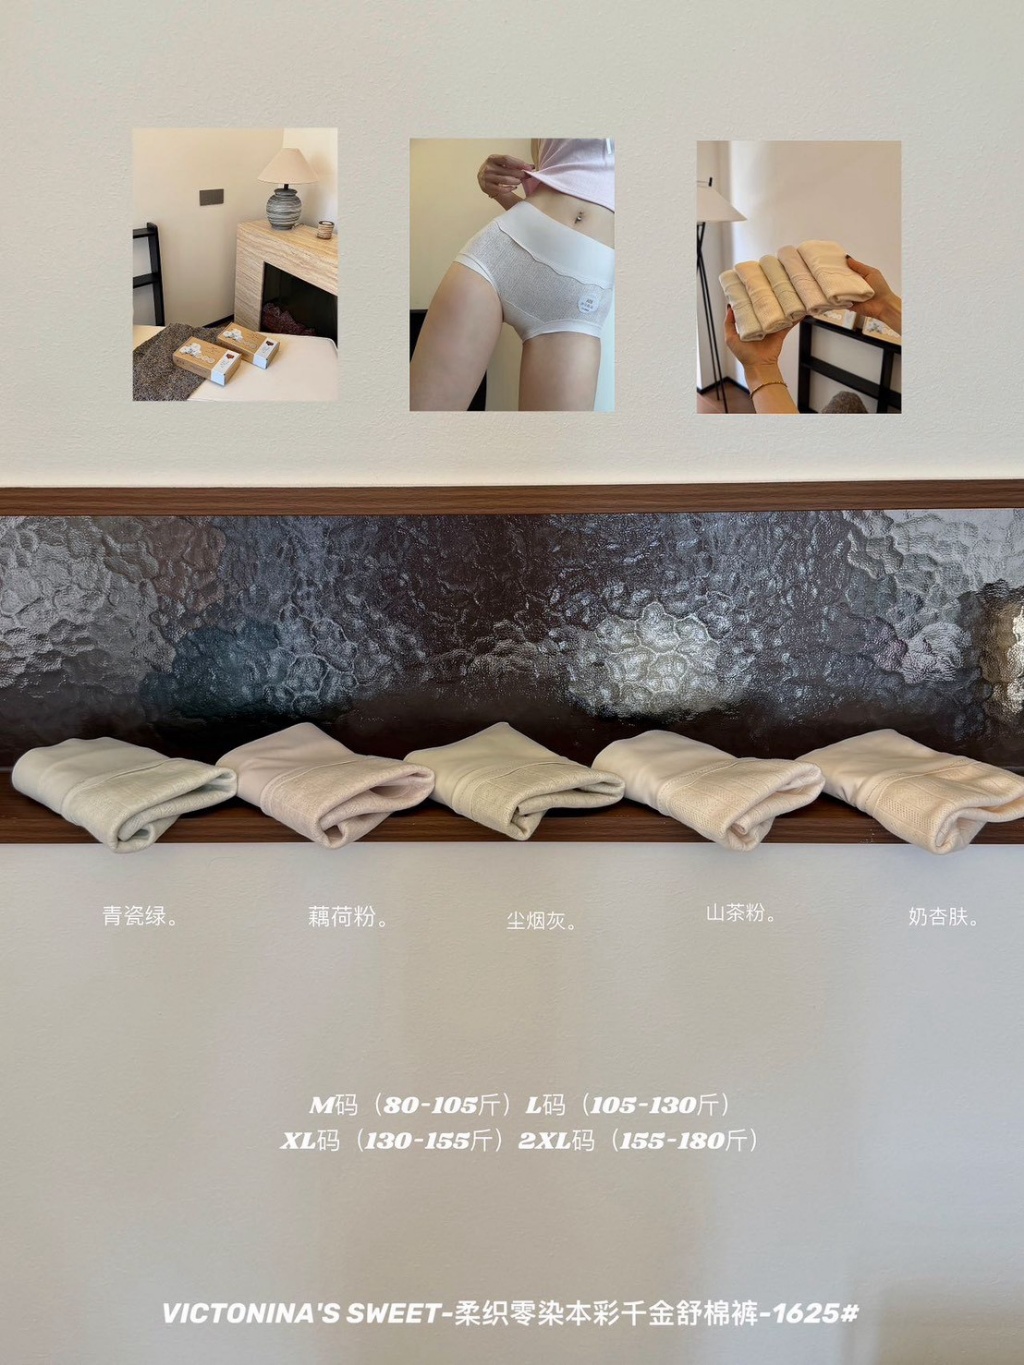 青瓷绿。
藕荷粉。
尘烟灰。
山茶粉。
奶杏肤。
M码（80-105斤）L码（105-130斤）
XL码（130-155斤）2XL码（155-180斤）
VICTONINA'S SWEET-柔织零染本彩千金舒棉裤-1625#